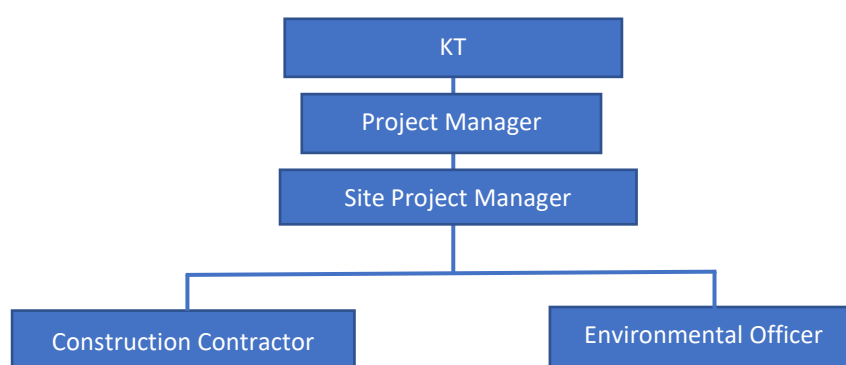 KT
Project Manager
Site Project Manager
Construction Contractor
Environmental Officer